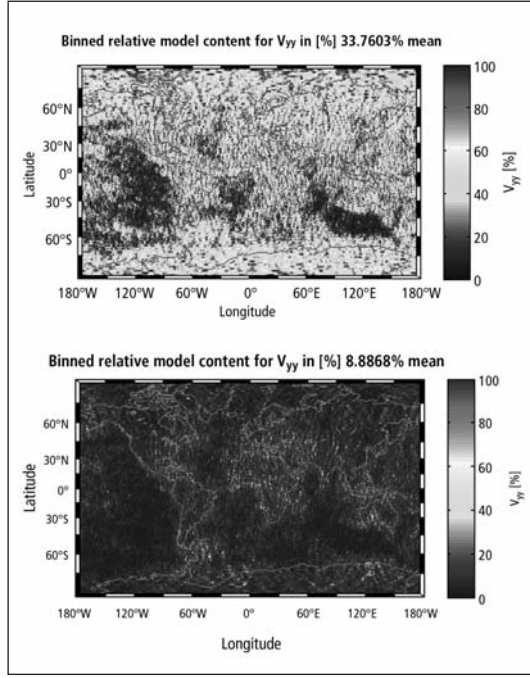 Binned relative model content for Vyy in [%] 33.7603% mean
100
80
60
40
20
0
Vyy [%]
60°N
30°N
0°
30°S
60°S
Latitude
180°W 120°W 60°W 0° 60°E 120°E 180°W
Longitude
Binned relative model content for Vyy in [%] 8.8868% mean
100
80
60
40
20
0
Vyy [%]
60°N
30°N
0°
30°S
60°S
Latitude
180°W 120°W 60°W 0° 60°E 120°E 180°W
Longitude